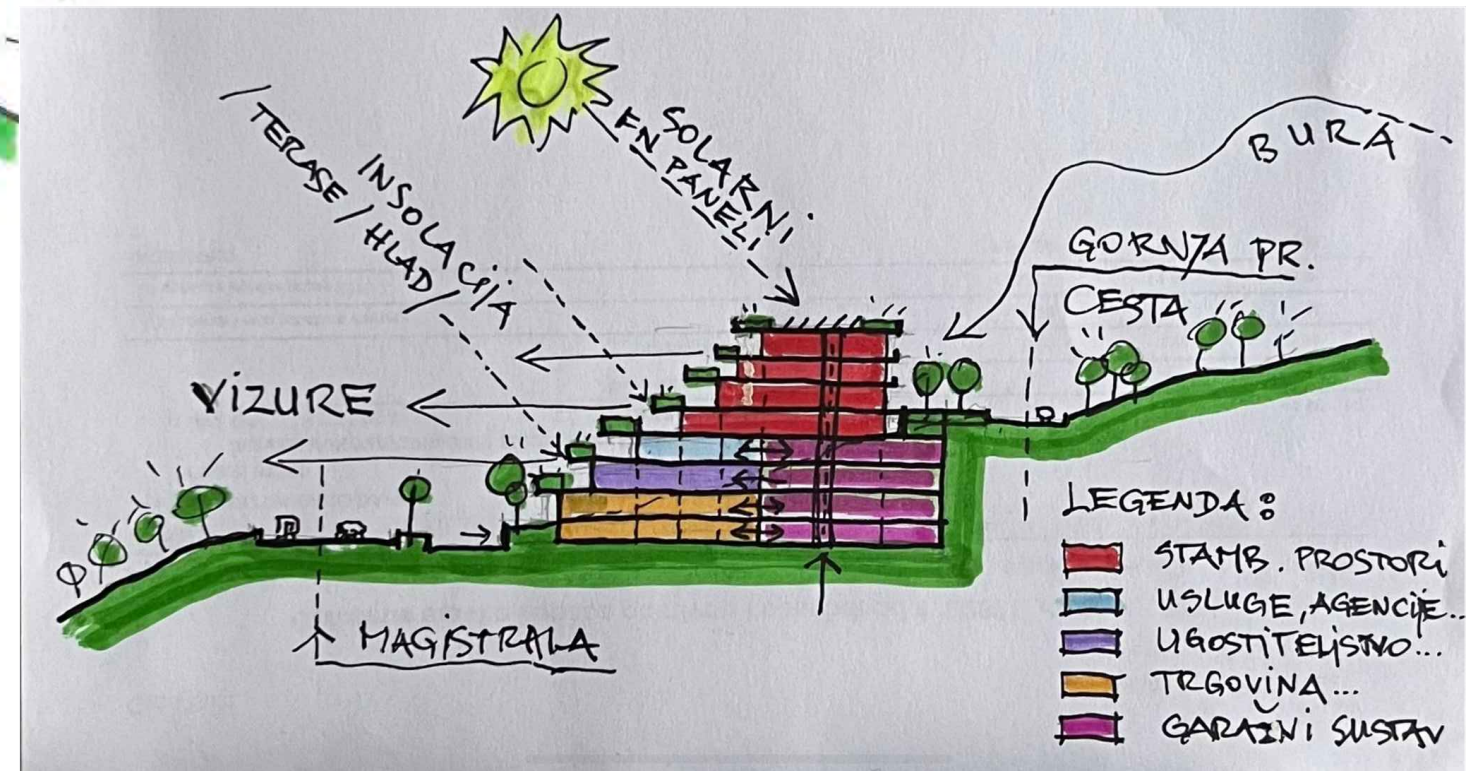 SOLARNI
FN PANELI
INSOLACIJA
TERASE / HLAD /
BURA
GORNJA PR.
CESTA
VIZURE
MAGISTRALA
LEGENDA:
STAMB. PROSTORI
USLUGE, AGENCIJE...
UGOSTITELJSTVO...
TRGOVINA...
GARAŽNI SUSTAV